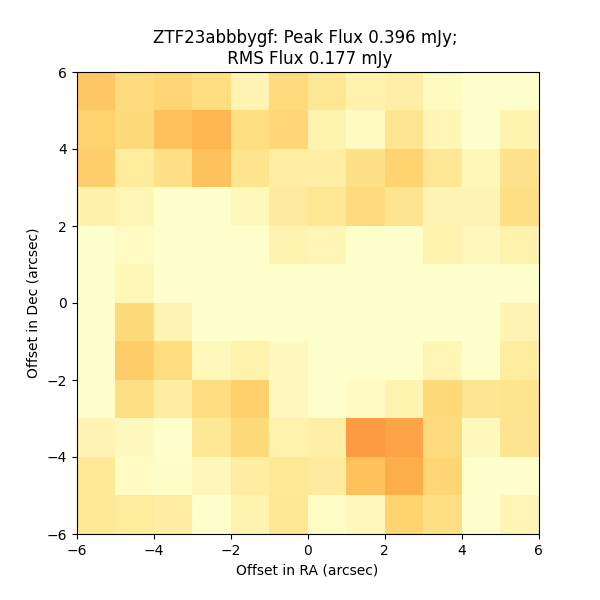 ZTF23abbbygf: Peak Flux 0.396 mJy;
RMS Flux 0.177 mJy
6
4
2
0
−2
−4
−6
Offset in Dec (arcsec)
−6 −4 −2 0 2 4 6
Offset in RA (arcsec)